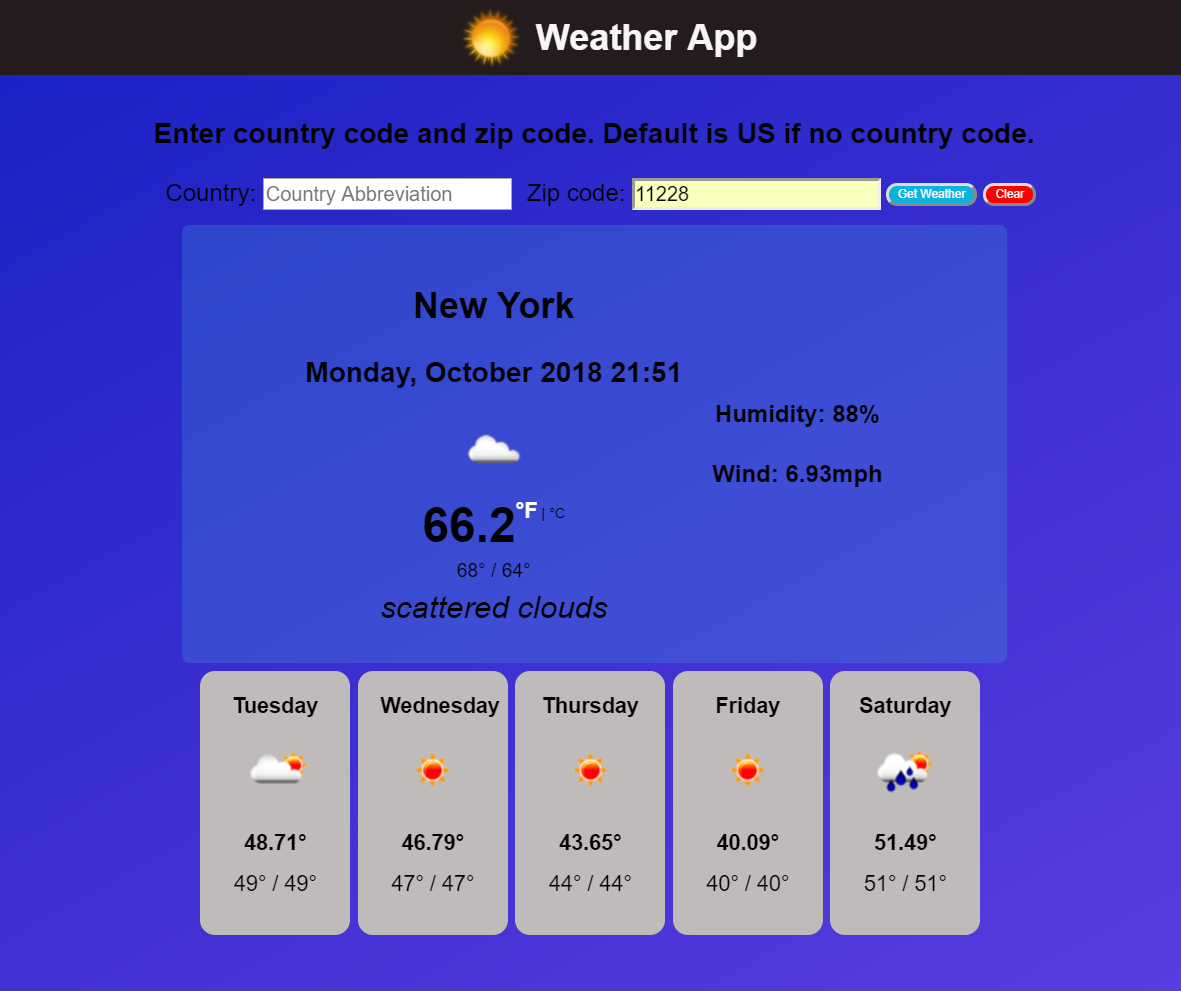 Weather App
Enter country code and zip code. Default is US if no country code.
Country: Country Abbreviation Zip code: 11228 Get Weather Clear
New York
Monday, October 2018 21:51
Humidity: 88%
Wind: 6.93mph
66.2°F | °C
68° / 64°
scattered clouds
Tuesday
48.71°
49° / 49°
Wednesday
46.79°
47° / 47°
Thursday
43.65°
44° / 44°
Friday
40.09°
40° / 40°
Saturday
51.49°
51° / 51°